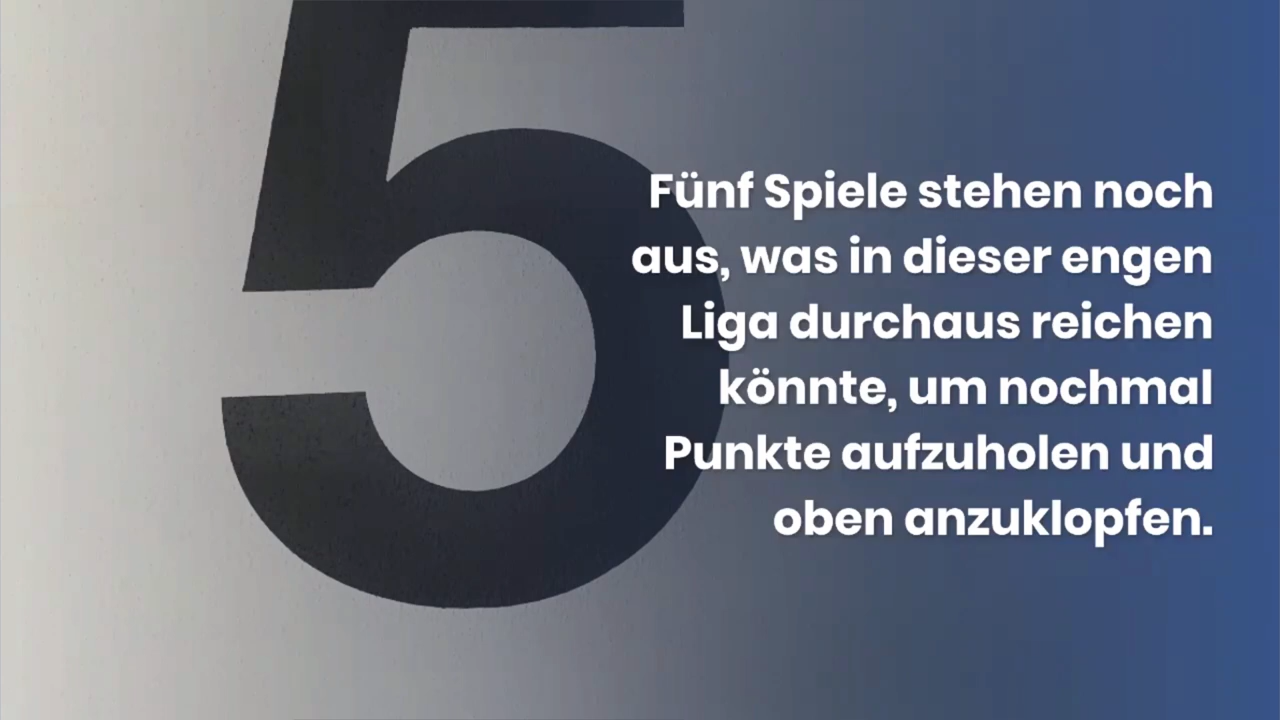 5
Fünf Spiele stehen noch
aus, was in dieser engen
Liga durchaus reichen
könnte, um nochmal
Punkte aufzuholen und
oben anzuklopfen.